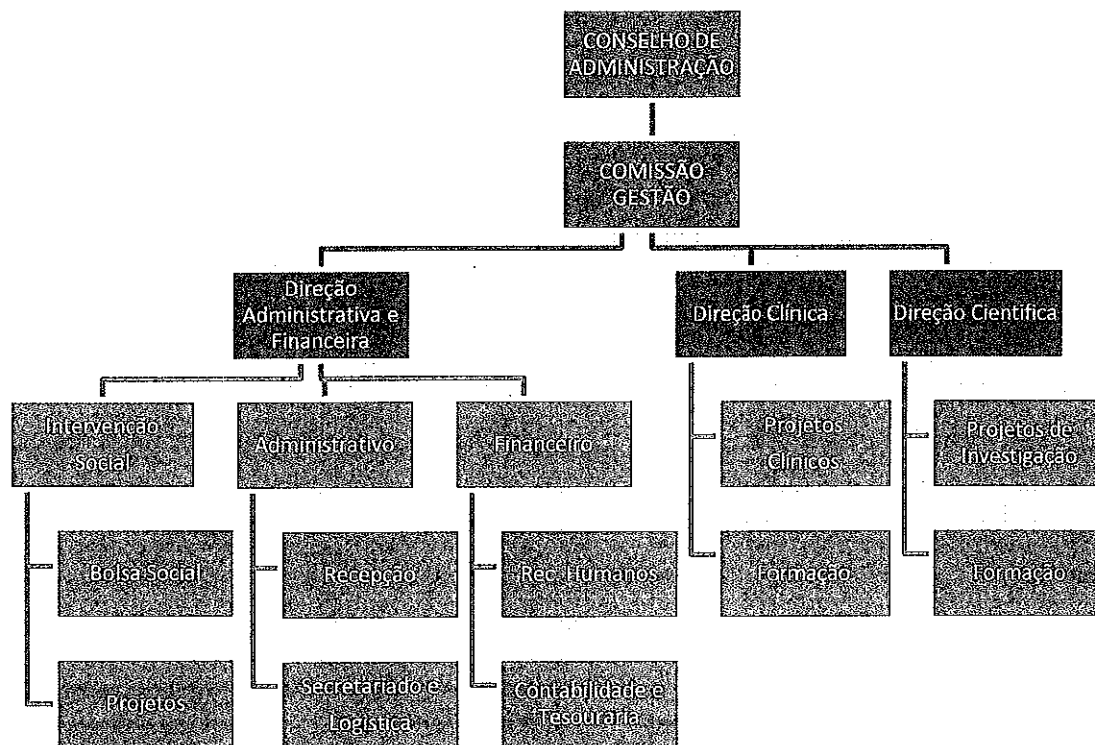 CONSELHO DE
ADMINISTRAÇÃO
COMISSÃO
GESTÃO
Direção
Administrativa e
Financeira
Direção Clínica
Direção Científica
Intervenção
Social
Administrativo
Financeiro
Projetos
Clínicos
Projetos de
Investigação
Bolsa Social
Recepção
Rec. Humanos
Formação
Formação
Projetos
Secretariado e
Logística
Contabilidade e
Tesouraria